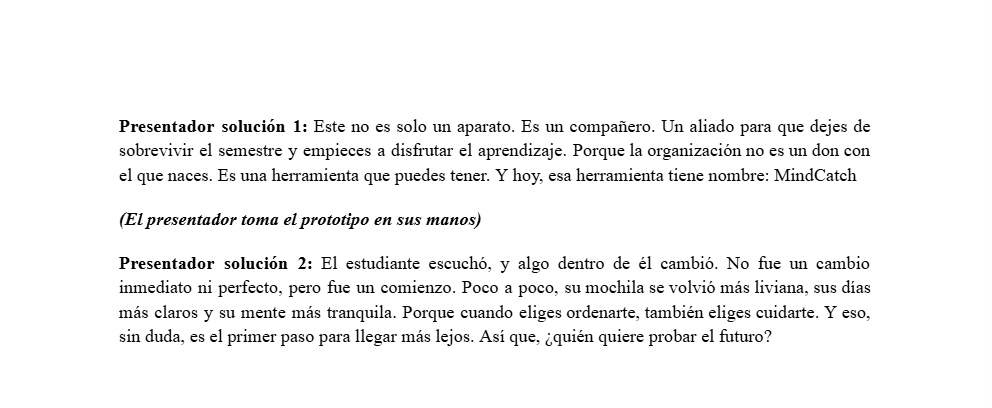 Presentador solución 1: Este no es solo un aparato. Es un compañero. Un aliado para que dejes de
sobrevivir el semestre y empieces a disfrutar el aprendizaje. Porque la organización no es un don con
el que naces. Es una herramienta que puedes tener. Y hoy, esa herramienta tiene nombre: MindCatch
(El presentador toma el prototipo en sus manos)
Presentador solución 2: El estudiante escuchó, y algo dentro de él cambió. No fue un cambio
inmediato ni perfecto, pero fue un comienzo. Poco a poco, su mochila se volvió más liviana, sus días
más claros y su mente más tranquila. Porque cuando eliges ordenarte, también eliges cuidarte. Y eso,
sin duda, es el primer paso para llegar más lejos. Así que, ¿quién quiere probar el futuro?